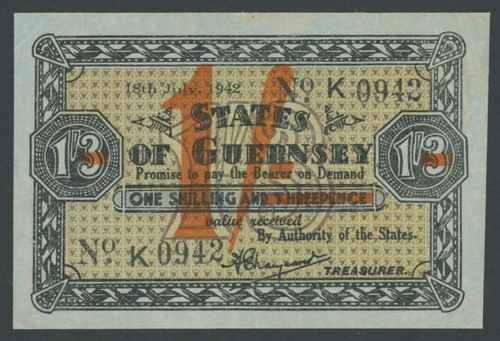 18th July, 1942 No K 0942
1/-
STATES
OF GUERNSEY
1/3 1/3
Promise to pay the Bearer on Demand
ONE SHILLING AND THREEPENCE
value received
By Authority of the States.
No K 0942
TREASURER.